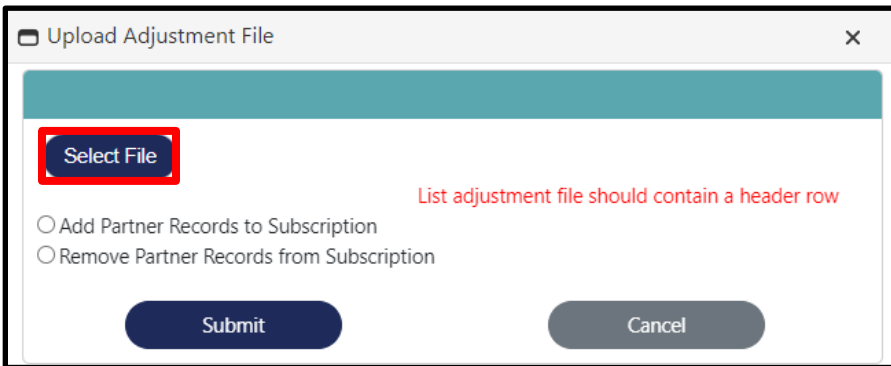 Upload Adjustment File
Select File
List adjustment file should contain a header row
Add Partner Records to Subscription
Remove Partner Records from Subscription
Submit
Cancel